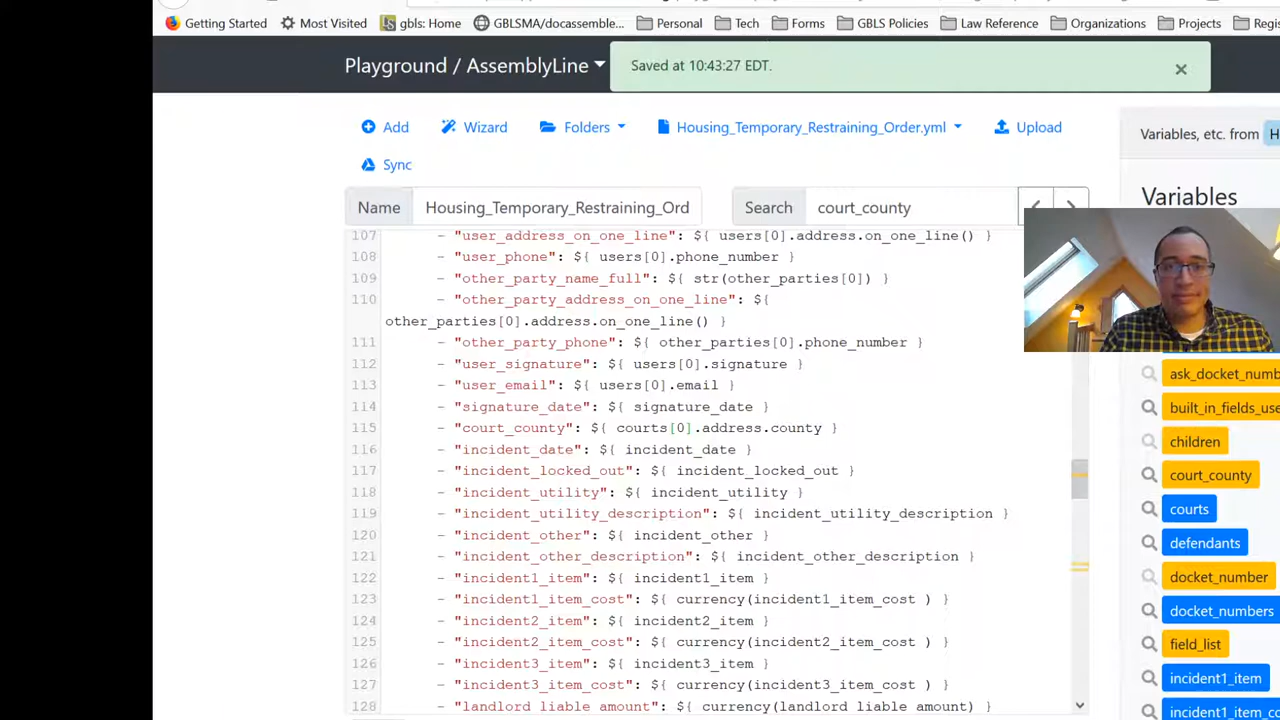 Getting Started Most Visited gbls: Home GBLSMA/docassemble... Personal Tech Forms GBLS Policies Law Reference Organizations Projects
Playground / AssemblyLine
Saved at 10:43:27 EDT. ×
Add Wizard Folders Housing_Temporary_Restraining_Order.yml Upload
Variables, etc. from
Sync
Variables
Name Housing_Temporary_Restraining_Ord Search court_county
107 - "user_address_on_one_line": ${ users[0].address.on_one_line() }
108 - "user_phone": ${ users[0].phone_number }
109 - "other_party_name_full": ${ str(other_parties[0]) }
110 - "other_party_address_on_one_line": ${
other_parties[0].address.on_one_line() }
111 - "other_party_phone": ${ other_parties[0].phone_number }
112 - "user_signature": ${ users[0].signature }
113 - "user_email": ${ users[0].email }
114 - "signature_date": ${ signature_date }
115 - "court_county": ${ courts[0].address.county }
116 - "incident_date": ${ incident_date }
117 - "incident_locked_out": ${ incident_locked_out }
118 - "incident_utility": ${ incident_utility }
119 - "incident_utility_description": ${ incident_utility_description }
120 - "incident_other": ${ incident_other }
121 - "incident_other_description": ${ incident_other_description }
122 - "incident1_item": ${ incident1_item }
123 - "incident1_item_cost": ${ currency(incident1_item_cost ) }
124 - "incident2_item": ${ incident2_item }
125 - "incident2_item_cost": ${ currency(incident2_item_cost ) }
126 - "incident3_item": ${ incident3_item }
127 - "incident3_item_cost": ${ currency(incident3_item_cost ) }
128 - "landlord_liable_amount": ${ currency(landlord_liable_amount) }
ask_docket_numb
built_in_fields_use
children
court_county
courts
defendants
docket_number
docket_numbers
field_list
incident1_item
incident1_item_co